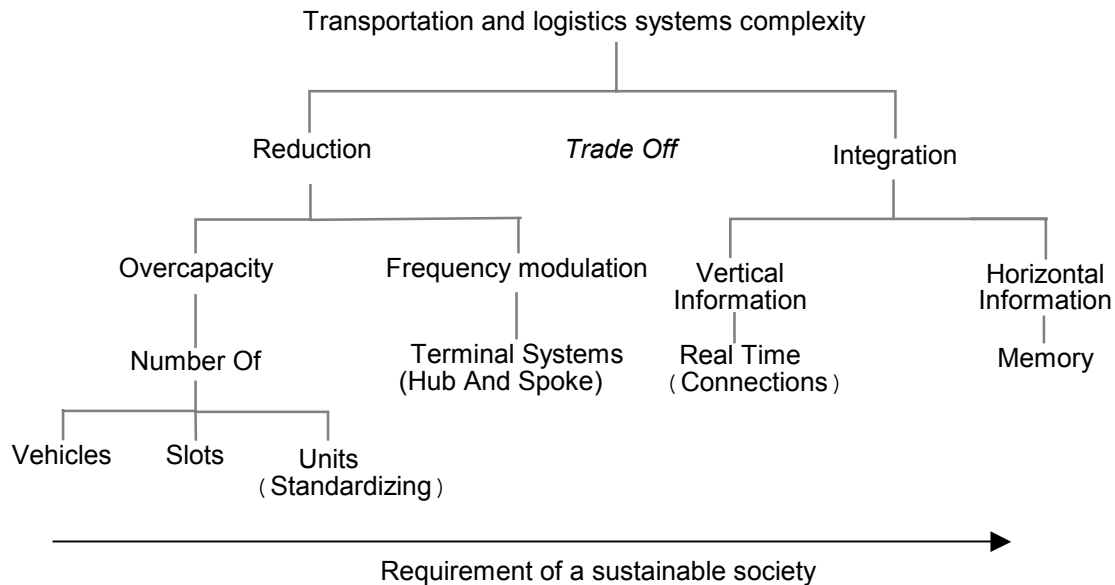 Transportation and logistics systems complexity
Reduction
Trade Off
Integration
Overcapacity
Frequency modulation
Vertical
Information
Horizontal
Information
Number Of
Terminal Systems
(Hub And Spoke)
Real Time
(Connections)
Memory
Vehicles
Slots
Units
(Standardizing)
Requirement of a sustainable society